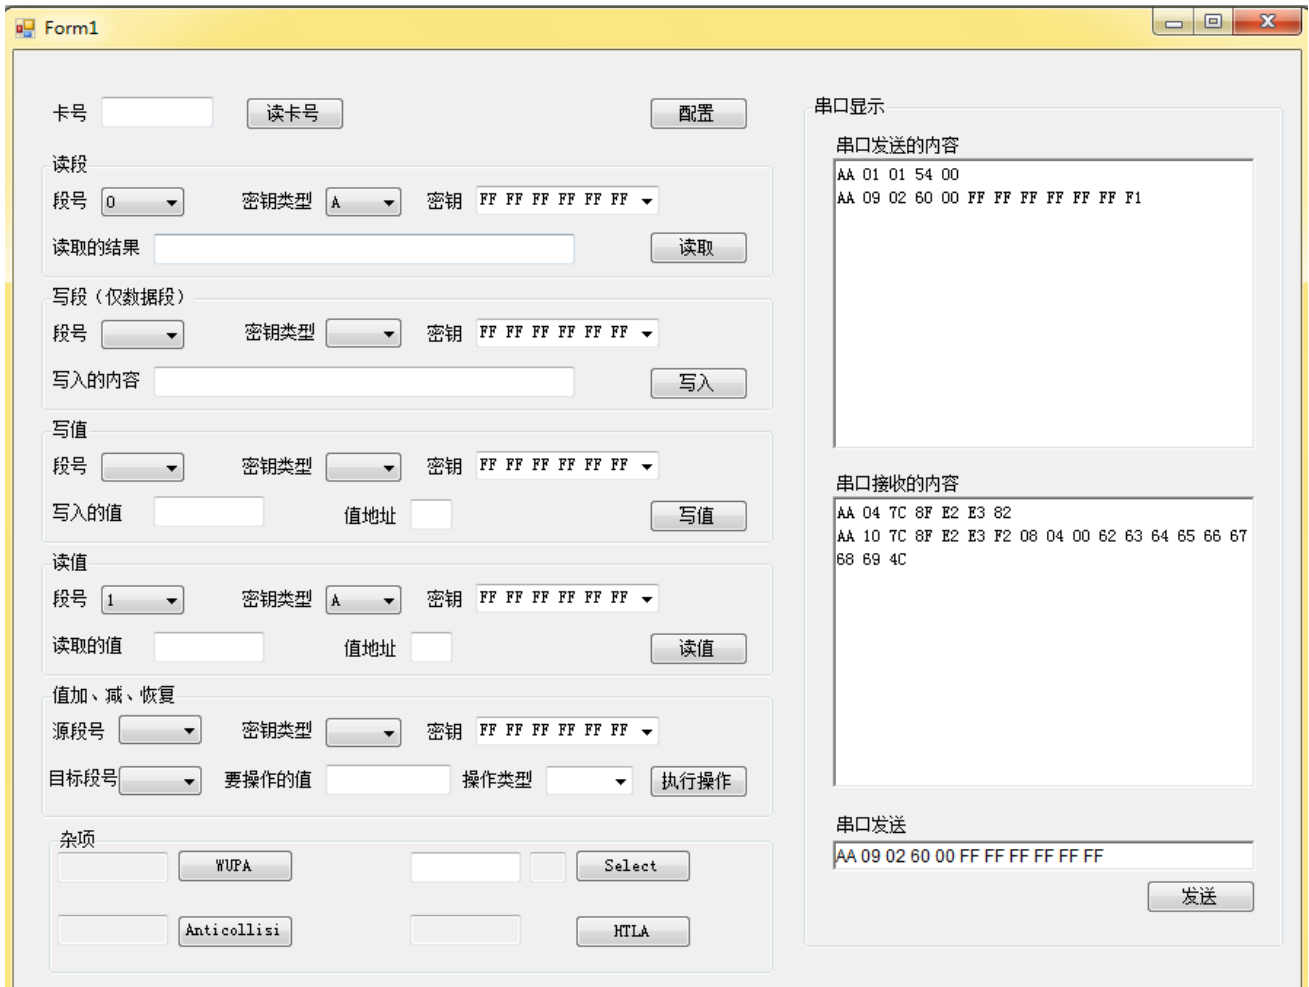 Form1
卡号 读卡号 配置
读段
段号 0 密钥类型 A 密钥 FF FF FF FF FF FF
读取的结果 读取
写段（仅数据段）
段号 密钥类型 密钥 FF FF FF FF FF FF
写入的内容 写入
写值
段号 密钥类型 密钥 FF FF FF FF FF FF
写入的值 值地址 写值
读值
段号 1 密钥类型 A 密钥 FF FF FF FF FF FF
读取的值 值地址 读值
值加、减、恢复
源段号 密钥类型 密钥 FF FF FF FF FF FF
目标段号 要操作的值 操作类型 执行操作
杂项
WUPA Select
Anticollisi HTLA
串口显示
串口发送的内容
AA 01 01 54 00
AA 09 02 60 00 FF FF FF FF FF FF F1
串口接收的内容
AA 04 7C 8F E2 E3 82
AA 10 7C 8F E2 E3 F2 08 04 00 62 63 64 65 66 67
68 69 4C
串口发送
AA 09 02 60 00 FF FF FF FF FF FF
发送